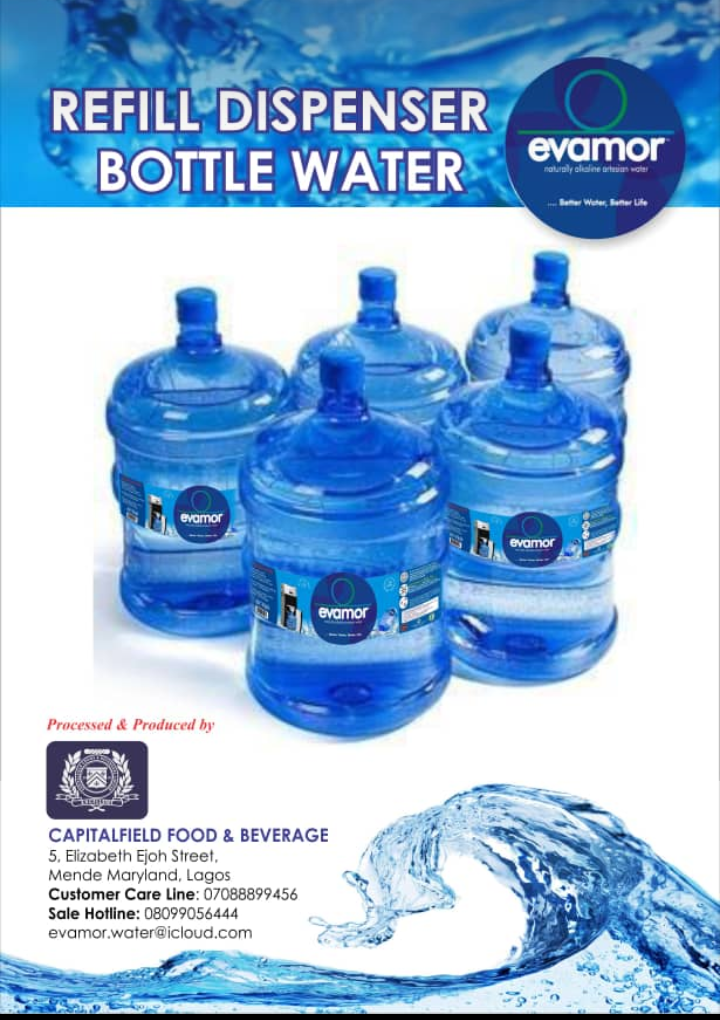 REFILL DISPENSER
BOTTLE WATER
evamor
naturally alkaline artesian water
.... Better Water, Better Life
evamor
evamor
evamor
Processed & Produced by
CAPITALFIELD FOOD & BEVERAGE
5, Elizabeth Ejoh Street,
Mende Maryland, Lagos
Customer Care Line: 07088899456
Sale Hotline: 08099056444
evamor.water@icloud.com